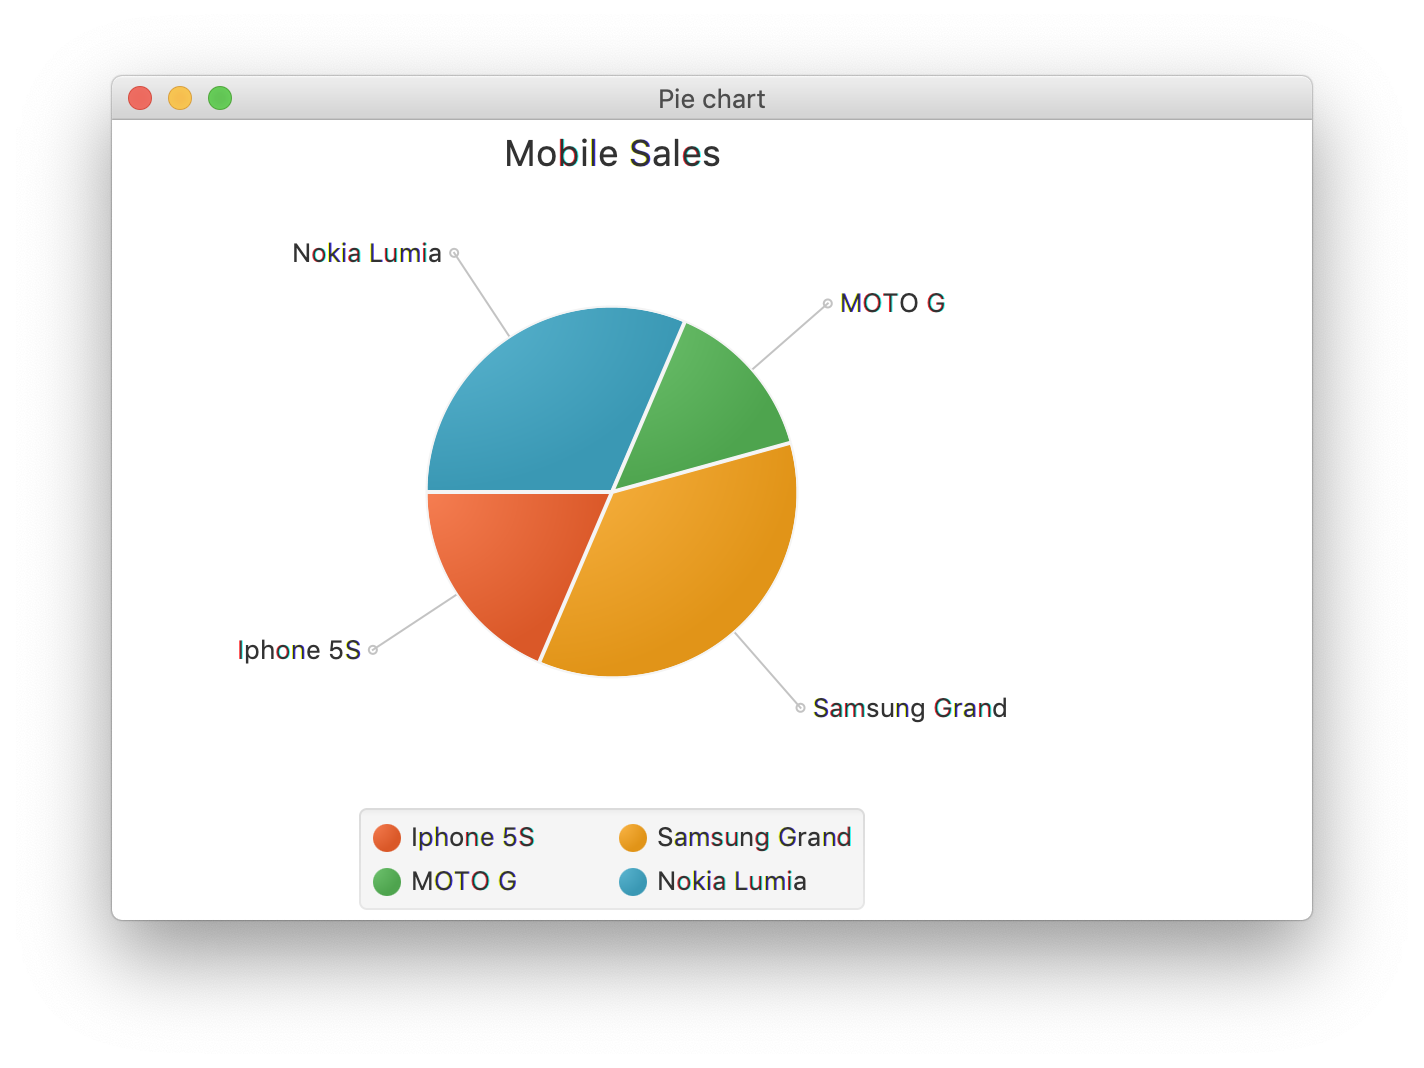 Pie chart
Mobile Sales
Nokia Lumia
MOTO G
Iphone 5S
Samsung Grand
Iphone 5S
Samsung Grand
MOTO G
Nokia Lumia